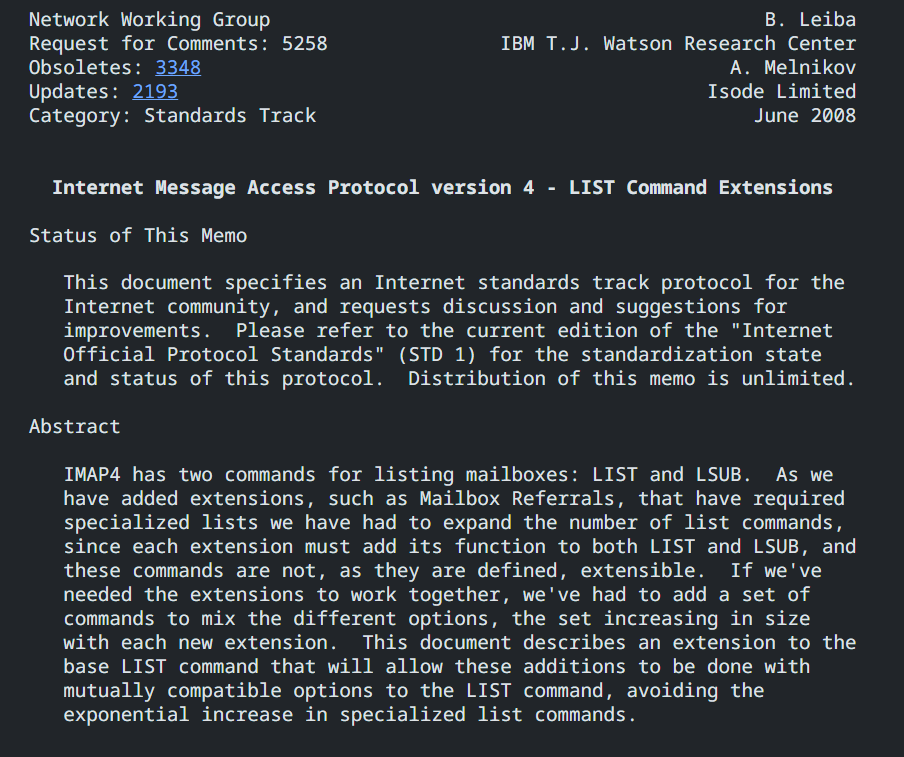 Network Working Group                                           B. Leiba
Request for Comments: 5258               IBM T.J. Watson Research Center
Obsoletes: 3348                                              A. Melnikov
Updates: 2193                                              Isode Limited
Category: Standards Track                                      June 2008
Internet Message Access Protocol version 4 - LIST Command Extensions
Status of This Memo
This document specifies an Internet standards track protocol for the
Internet community, and requests discussion and suggestions for
improvements.  Please refer to the current edition of the "Internet
Official Protocol Standards" (STD 1) for the standardization state
and status of this protocol.  Distribution of this memo is unlimited.
Abstract
IMAP4 has two commands for listing mailboxes: LIST and LSUB.  As we
have added extensions, such as Mailbox Referrals, that have required
specialized lists we have had to expand the number of list commands,
since each extension must add its function to both LIST and LSUB, and
these commands are not, as they are defined, extensible.  If we've
needed the extensions to work together, we've had to add a set of
commands to mix the different options, the set increasing in size
with each new extension.  This document describes an extension to the
base LIST command that will allow these additions to be done with
mutually compatible options to the LIST command, avoiding the
exponential increase in specialized list commands.